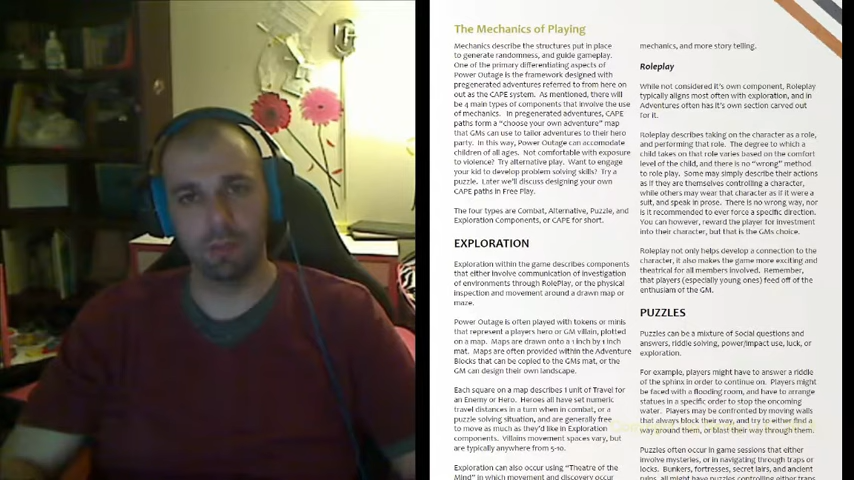 The Mechanics of Playing
Mechanics describe the structures put in place
to generate randomness, and guide gameplay.
One of the primary differentiating aspects of
Power Outage is the framework designed with
pregenerated adventures referred to from here on
out as the CAPE system. As mentioned, there will
be 4 main types of components that involve the use
of mechanics. In pregenerated adventures, CAPE
paths form a "choose your own adventure" map
that GMs can use to tailor adventures to their hero
party. In this way, Power Outage can accomodate
children of all ages. Not comfortable with exposure
to violence? Try alternative play. Want to engage
your kid to develop problem solving skills? Try a
puzzle. Later we'll discuss designing your own
CAPE paths in Free Play.
The four types are Combat, Alternative, Puzzle, and
Exploration Components, or CAPE for short.
EXPLORATION
Exploration within the game describes components
that either involve communication of investigation
of environments through RolePlay, or the physical
inspection and movement around a drawn map or
maze.
Power Outage is often played with tokens or minis
that represent a players hero or GM villain, plotted
on a map. Maps are drawn onto a 1 inch by 1 inch
mat. Maps are often provided within the Adventure
Blocks that can be copied to the GMs mat, or the
GM can design their own landscape.
Each square on a map describes 1 unit of Travel for
an Enemy or Hero. Heroes all have set numeric
travel distances in a turn when in combat, or a
puzzle solving situation, and are generally free
to move as much as they'd like in Exploration
components. Villains movement spaces vary, but
are typically anywhere from 5-10.
Exploration can also occur using "Theatre of the
Mind" in which movement and discovery occur
mechanics, and more story telling.
Roleplay
While not considered it's own component, Roleplay
typically aligns most often with exploration, and in
Adventures often has it's own section carved out
for it.
Roleplay describes taking on the character as a role,
and performing that role. The degree to which a
child takes on that role varies based on the comfort
level of the child, and there is no "wrong" method
to role play. Some may simply describe their actions
as if they are themselves controlling a character,
while others may wear that character as if it were a
suit, and speak in prose. There is no wrong way, nor
is it recommended to ever force a specific direction.
You can however, reward the player for investment
into their character, but that is the GMs choice.
Roleplay not only helps develop a connection to the
character, it also makes the game more exciting and
theatrical for all members involved. Remember,
that players (especially young ones) feed off of the
enthusiasm of the GM.
PUZZLES
Puzzles can be a mixture of Social questions and
answers, riddle solving, power/impact use, luck, or
exploration.
For example, players might have to answer a riddle
of the sphinx in order to continue on. Players might
be faced with a flooding room, and have to arrange
statues in a specific order to stop the oncoming
water. Players may be confronted by moving walls
that always block their way, and try to either find a
way around them, or blast their way through them.
Puzzles often occur in game sessions that either
involve mysteries, or in navigating through traps or
locks. Bunkers, fortresses, secret lairs, and ancient
ruins, all might have puzzles controlling either traps